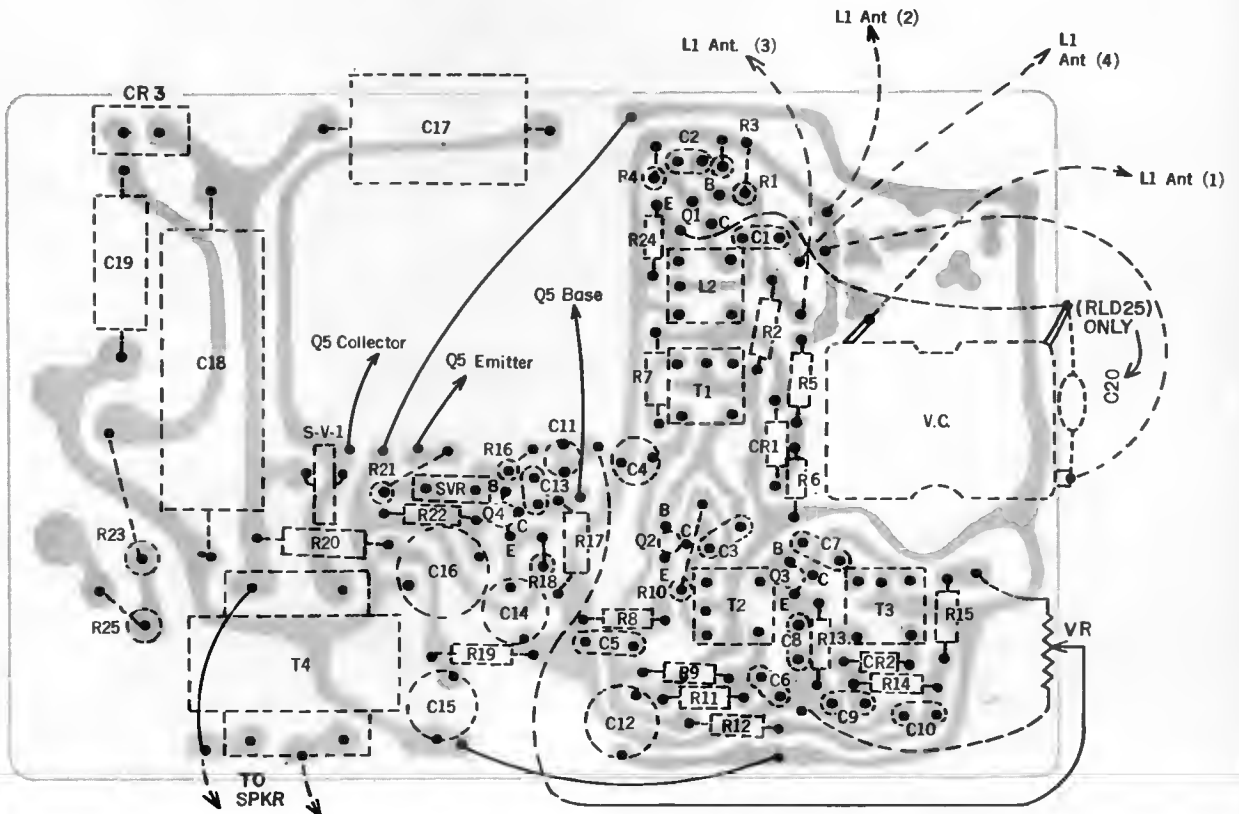 L1 Ant (2)
L1 Ant. (3)
L1
Ant (4)
CR 3
C17
C2
R3
R4
B
R1
L1 Ant (1)
E
Q1
C
R24
C1
C19
L2
Q5 Base
(RLD25)
ONLY
R2
C18
Q5 Collector
Q5 Emitter
R7
T1
R5
C20
V.C.
S-V-1
C11
CR1
R16
C4
R21
R6
SVR
B
C13
R22
Q4
C
B
C
R20
R17
Q2
C3
B
C7
E
R23
C16
R18
E
Q3
C
R10
T2
E
T3
C14
R15
R8
R25
C5
C8
R13
VR
T4
R19
CR2
R9
C6
R14
R11
C15
C12
C9
C10
R12
TO
SPKR